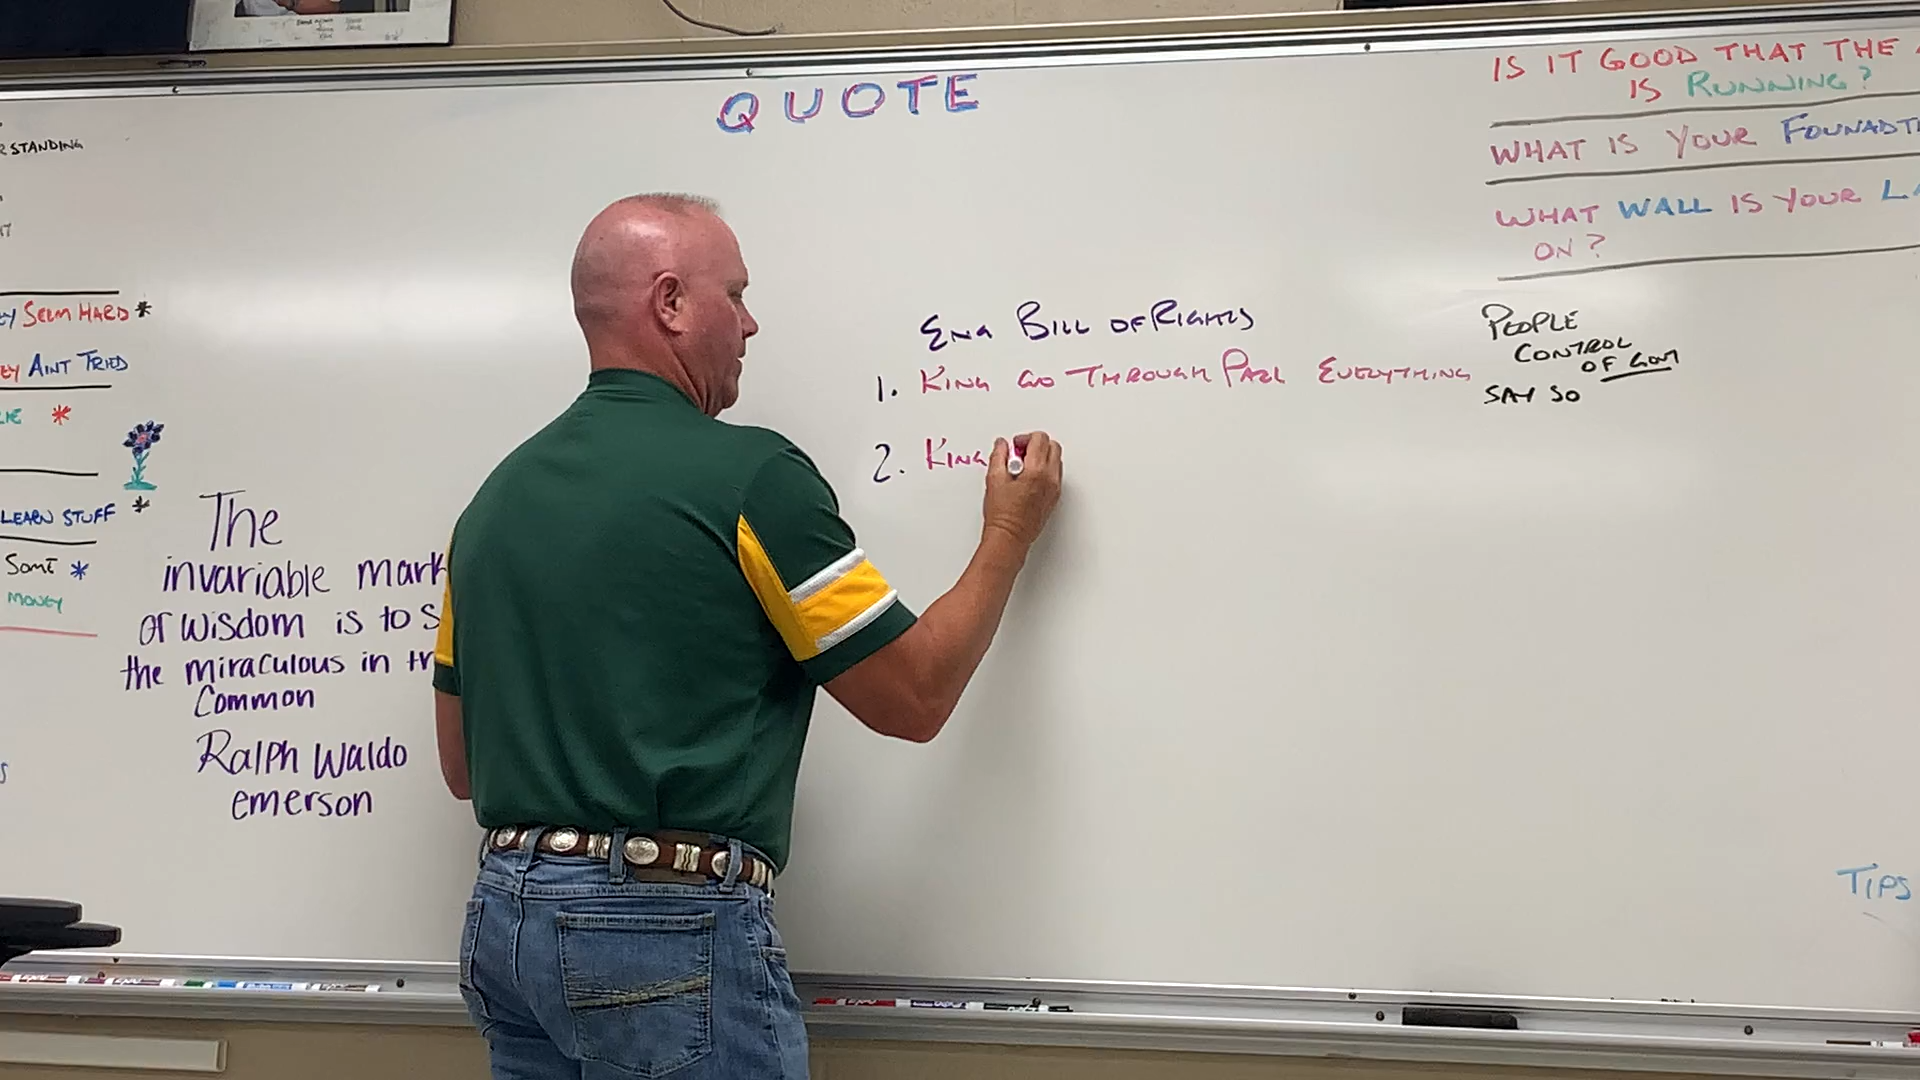 QUOTE
IS IT GOOD THAT THE
IS RUNNING?
WHAT IS YOUR FOUNADT
WHAT WALL IS YOUR LA
ON?
STANDING
SEEM HARD *
AINT TRIED
*
LEARN STUFF *
SOME *
MONEY
The
invariable mark
of wisdom is to s
the miraculous in
Common
Ralph Waldo
emerson
ENG BILL OF RIGHTS
1. KING GO THROUGH PARL EVERYTHING
2. KING
PEOPLE
CONTROL
OF GOVT
SAY SO
TIPS